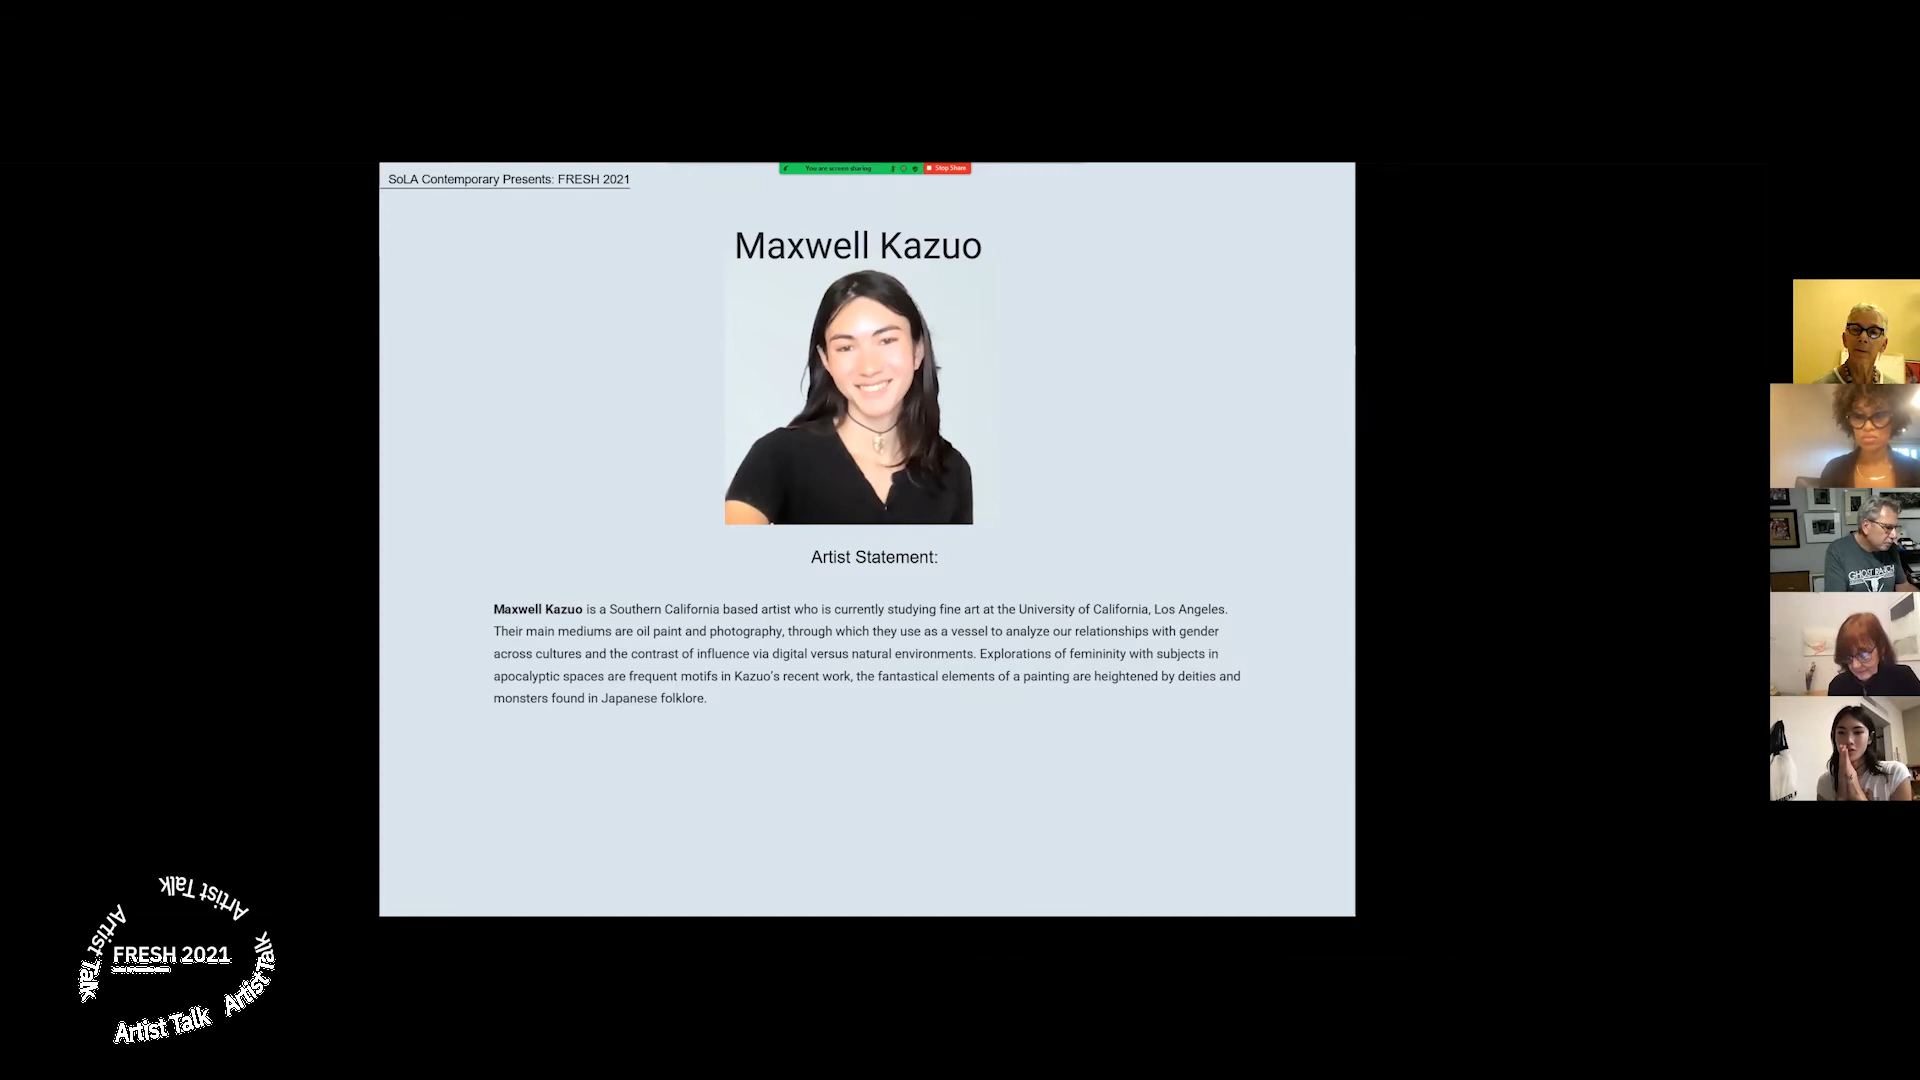 You are screen sharing
Stop Share
SoLA Contemporary Presents: FRESH 2021
Maxwell Kazuo
Artist Statement:
Maxwell Kazuo is a Southern California based artist who is currently studying fine art at the University of California, Los Angeles.
Their main mediums are oil paint and photography, through which they use as a vessel to analyze our relationships with gender
across cultures and the contrast of influence via digital versus natural environments. Explorations of femininity with subjects in
apocalyptic spaces are frequent motifs in Kazuo's recent work, the fantastical elements of a painting are heightened by deities and
monsters found in Japanese folklore.
GHOST RANCH
Artist Talk
Artist Talk
FRESH 2021
Artist Talk
Artist Talk